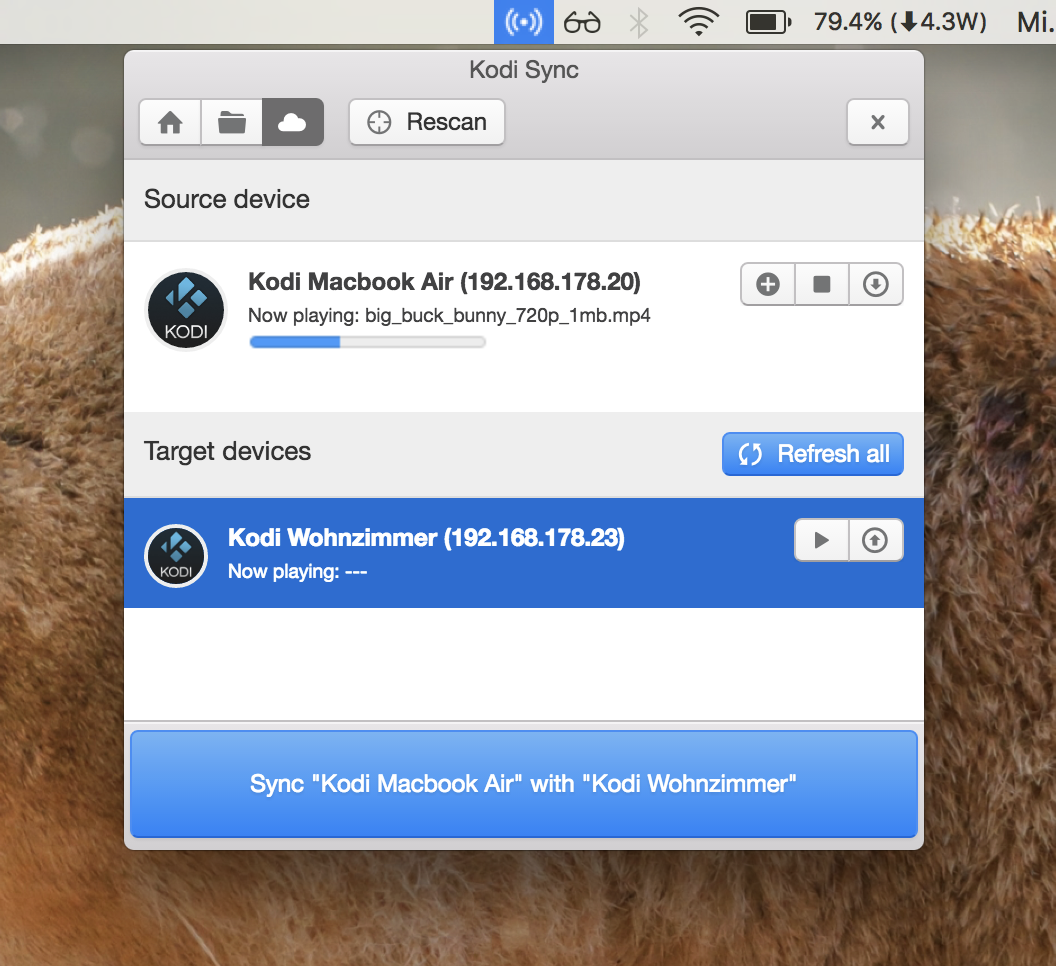 79.4% (⬇4.3W) Mi.
Kodi Sync
Rescan
Source device
Kodi Macbook Air (192.168.178.20)
Now playing: big_buck_bunny_720p_1mb.mp4
KODI
Target devices
Refresh all
Kodi Wohnzimmer (192.168.178.23)
Now playing: ---
KODI
Sync "Kodi Macbook Air" with "Kodi Wohnzimmer"